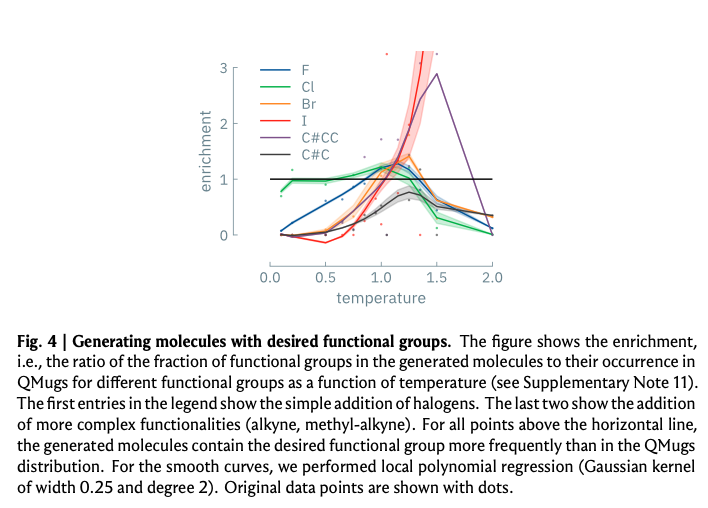 3
2
1
0
enrichment
F
Cl
Br
I
C#CC
C#C
0.0 0.5 1.0 1.5 2.0
temperature
Fig. 4 | Generating molecules with desired functional groups. The figure shows the enrichment,
i.e., the ratio of the fraction of functional groups in the generated molecules to their occurrence in
QMugs for different functional groups as a function of temperature (see Supplementary Note 11).
The first entries in the legend show the simple addition of halogens. The last two show the addition
of more complex functionalities (alkyne, methyl-alkyne). For all points above the horizontal line,
the generated molecules contain the desired functional group more frequently than in the QMugs
distribution. For the smooth curves, we performed local polynomial regression (Gaussian kernel
of width 0.25 and degree 2). Original data points are shown with dots.